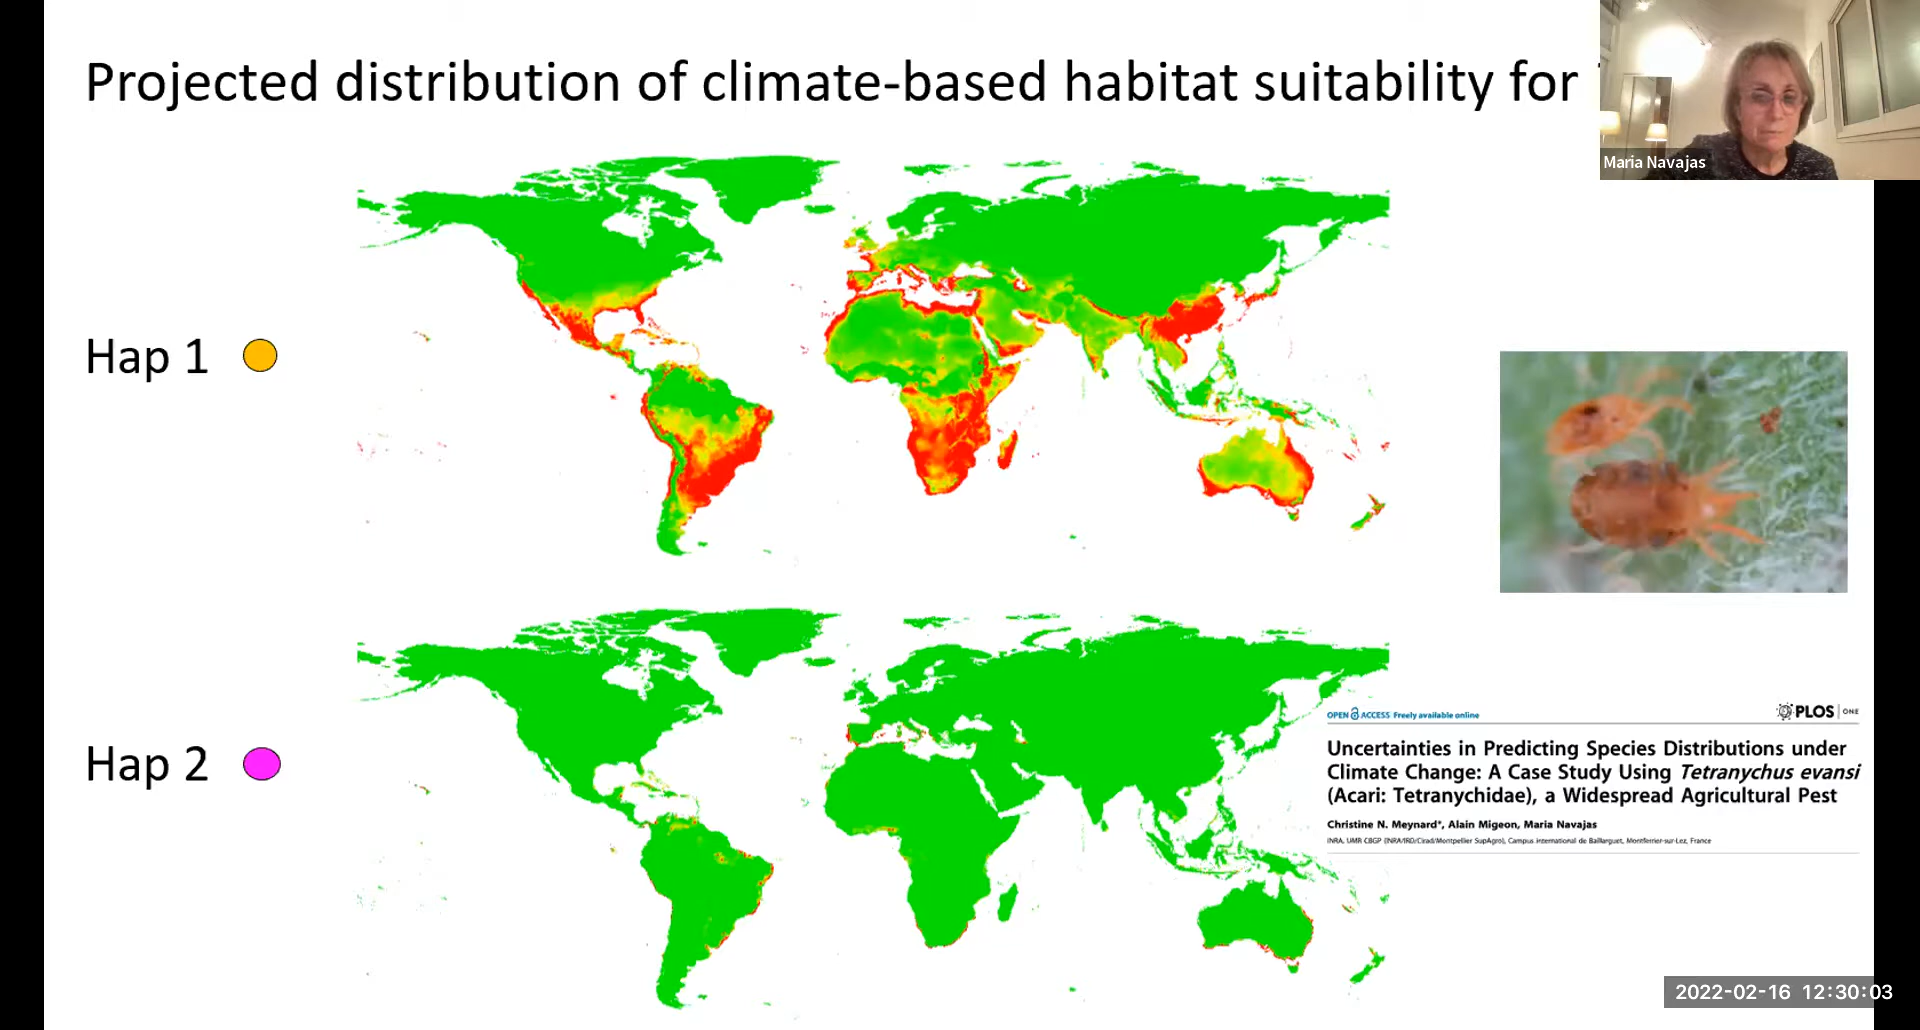 Projected distribution of climate-based habitat suitability for
Maria Navajas
Hap 1
Hap 2
OPEN ACCESS Freely available online
PLOS ONE
Uncertainties in Predicting Species Distributions under
Climate Change: A Case Study Using Tetranychus evansi
(Acari: Tetranychidae), a Widespread Agricultural Pest
Christine N. Meynard*, Alain Migeon, Maria Navajas
INRA, UMR CBGP (INRA/IRD/Cirad/Montpellier SupAgro), Campus international de Baillarguet, Montferrier-sur-Lez, France
2022-02-16 12:30:03